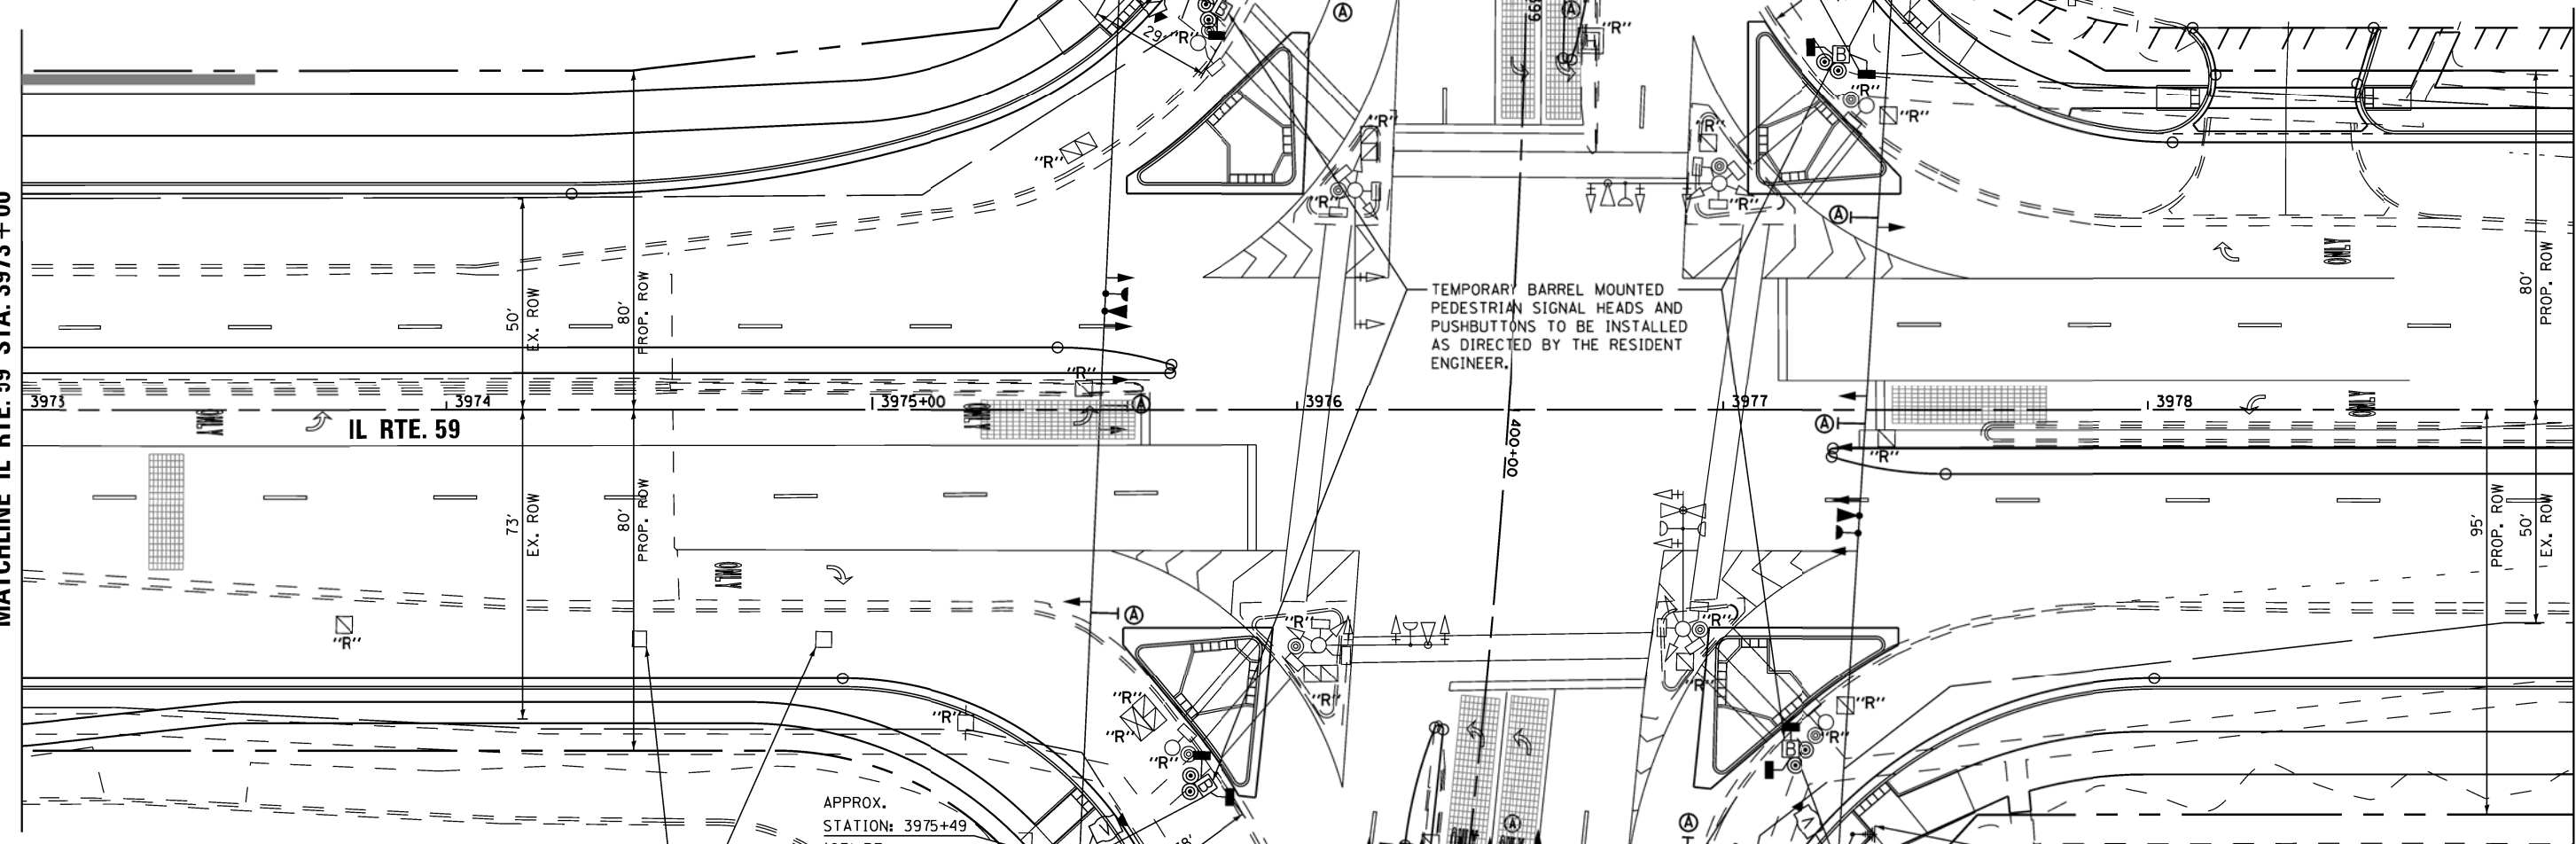 MATCHLINE IL RTE. 59 STA. 3973+00
29'
"R"
"R"
"R"
"R"
A
A
399
"R"
"R"
"R"
"R"
B
"R"
"R"
A
ONLY
50'
EX. ROW
80'
PROP. ROW
80'
PROP. ROW
TEMPORARY BARREL MOUNTED
PEDESTRIAN SIGNAL HEADS AND
PUSHBUTTONS TO BE INSTALLED
AS DIRECTED BY THE RESIDENT
ENGINEER.
"R"
3973
3974
3975+00
3976
3977
3978
ONLY
IL RTE. 59
ONLY
A
400+00
A
ONLY
"R"
73'
EX. ROW
80'
PROP. ROW
95'
PROP. ROW
50'
EX. ROW
ONLY
A
"R"
"R"
"R"
"R"
"R"
"R"
"R"
"R"
"R"
"R"
"R"
B
B
A
A
APPROX.
STATION: 3975+49